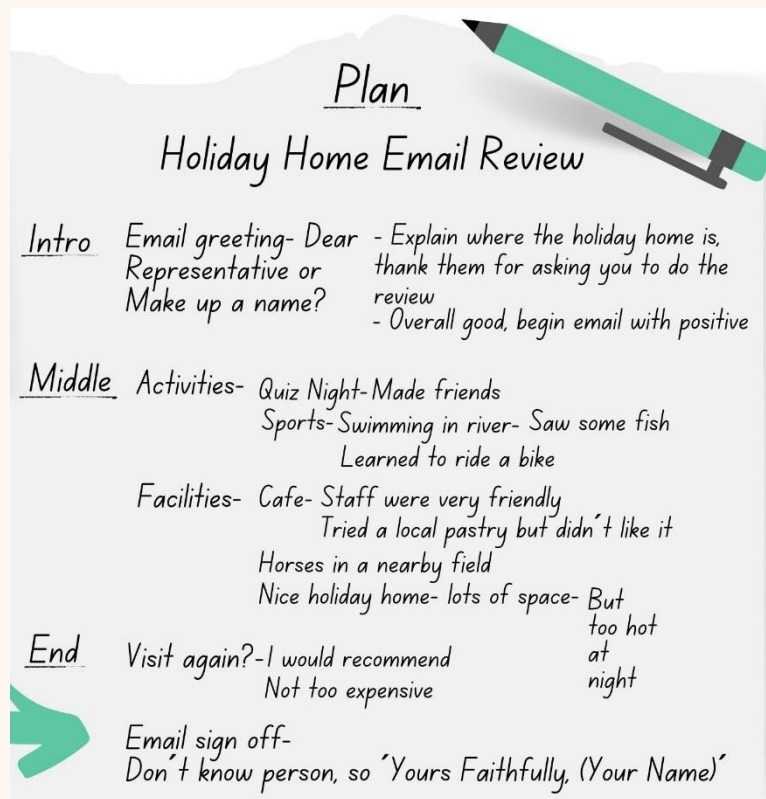 Plan
Holiday Home Email Review
Intro
Email greeting- Dear
Representative or
Make up a name?
- Explain where the holiday home is,
thank them for asking you to do the
review
- Overall good, begin email with positive
Middle
Activities- Quiz Night- Made friends
Sports- Swimming in river- Saw some fish
Learned to ride a bike
Facilities- Cafe- Staff were very friendly
Tried a local pastry but didn´t like it
Horses in a nearby field
Nice holiday home- lots of space- But
too hot
at
night
End
Visit again?- I would recommend
Not too expensive
Email sign off-
Don´t know person, so ´Yours Faithfully, (Your Name)´